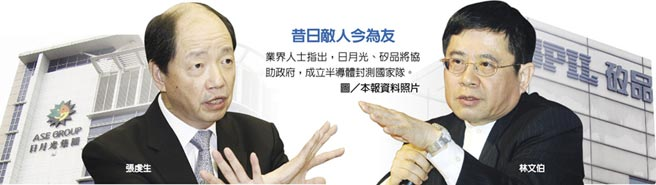 昔日敵人今為友
業界人士指出,日月光、矽品將協
助政府,成立半導體封測國家隊。
圖／本報資料照片
ASE GROUP
日月光集團
SPIL 矽品
張虔生
林文伯